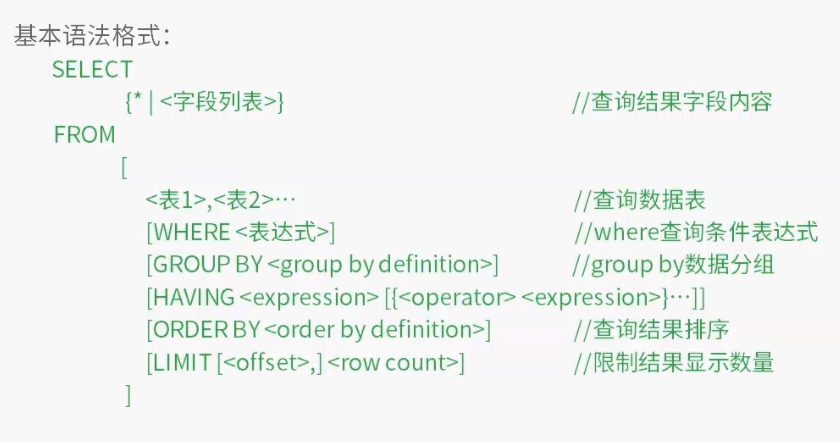 基本语法格式：
SELECT
{* | <字段列表>} //查询结果字段内容
FROM
[
<表1>,<表2>… //查询数据表
[WHERE <表达式>] //where查询条件表达式
[GROUP BY <group by definition>] //group by数据分组
[HAVING <expression> [{<operator> <expression>}…]]
[ORDER BY <order by definition>] //查询结果排序
[LIMIT [<offset>,] <row count>] //限制结果显示数量
]